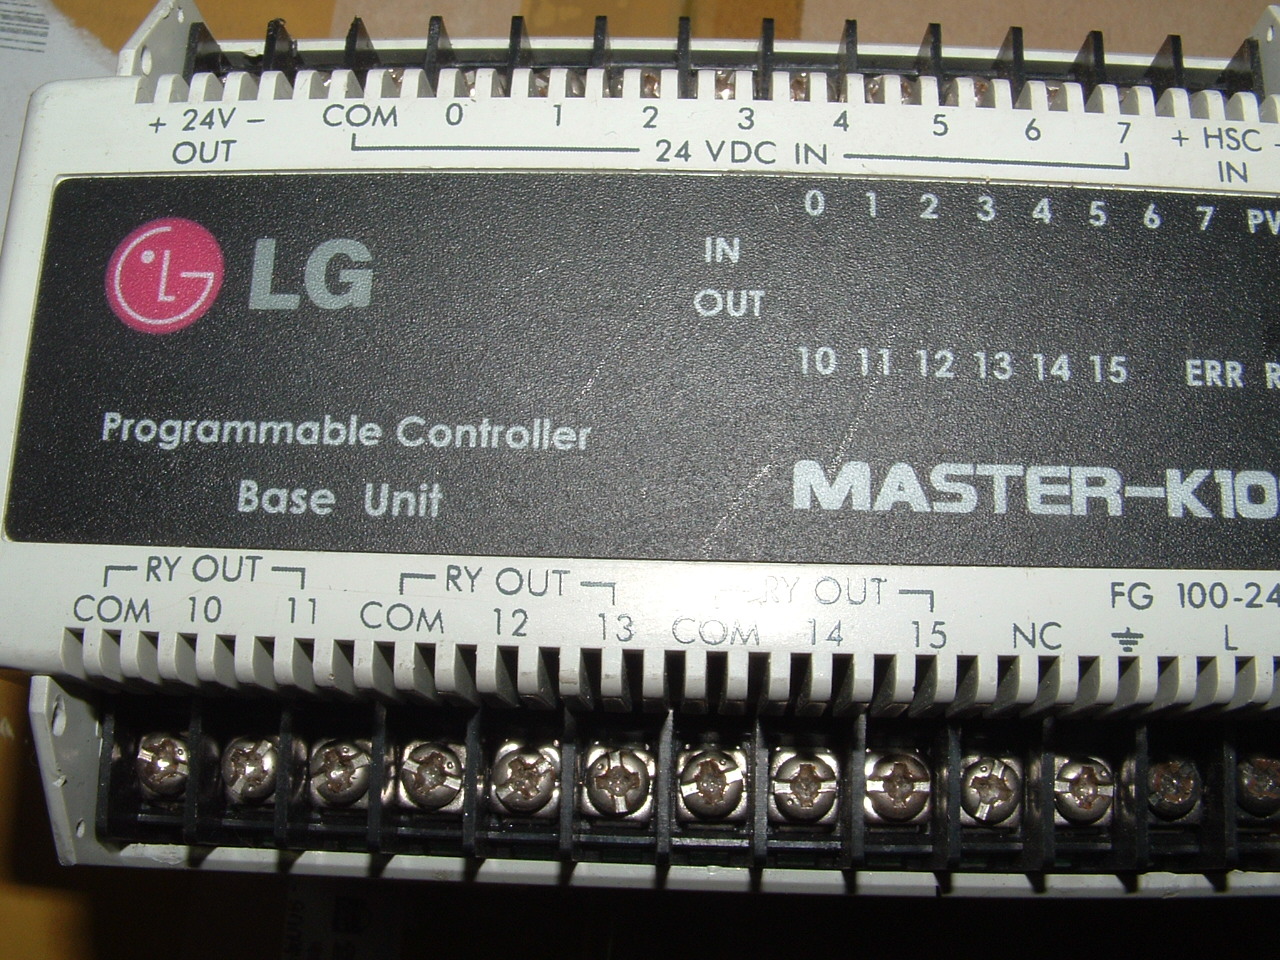 + 24V - COM 0 1 2 3 4 5 6 7 + HSC -
OUT 24 VDC IN IN
0 1 2 3 4 5 6 7
IN
LG
OUT
10 11 12 13 14 15 ERR
Programmable Controller
MASTER-K10
Base Unit
RY OUT RY OUT RY OUT FG 100-24
COM 10 11 COM 12 13 COM 14 15 NC L